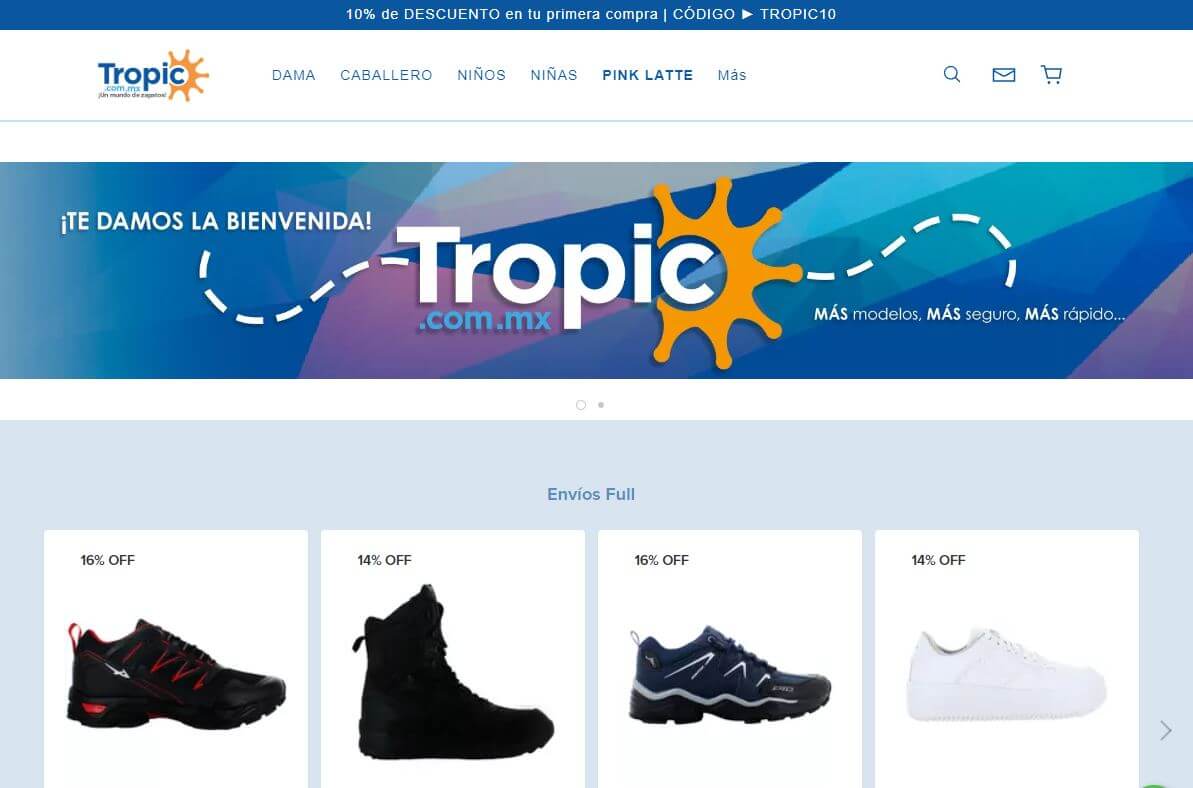 10% de DESCUENTO en tu primera compra | CÓDIGO ► TROPIC10
Tropic
.com.mx
¡Un mundo de zapatos!
DAMA CABALLERO NIÑOS NIÑAS PINK LATTE Más
¡TE DAMOS LA BIENVENIDA!
Tropic
.com.mx
MÁS modelos, MÁS seguro, MÁS rápido...
Envíos Full
16% OFF
14% OFF
16% OFF
14% OFF